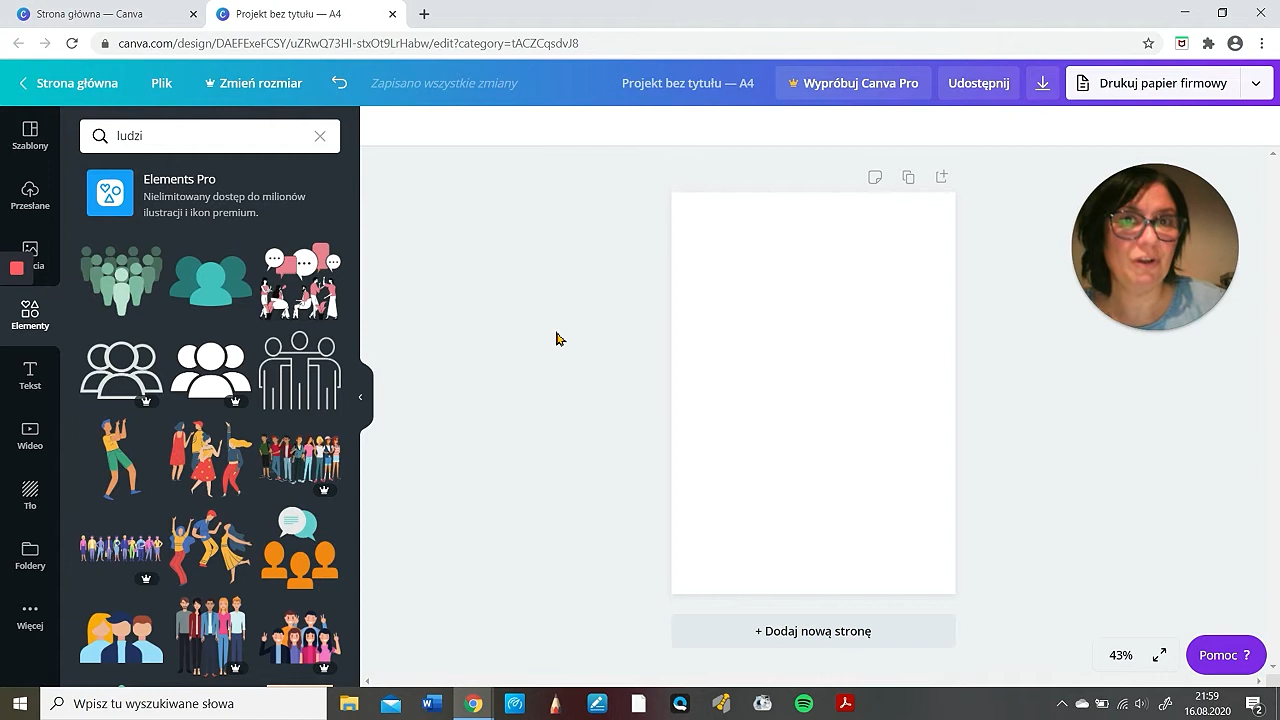 Strona główna — Canva
Projekt bez tytułu — A4
canva.com/design/DAEFExeFCSY/uZRwQ73HI-stxOt9LrHabw/edit?category=tACZCqsdvJ8
Strona główna
Plik
Zmień rozmiar
Zapisano wszystkie zmiany
Projekt bez tytułu — A4
Wypróbuj Canva Pro
Udostępnij
Drukuj papier firmowy
Szablony
Przesłane
cia
Elementy
Tekst
Wideo
Tło
Foldery
Więcej
ludzi
Elements Pro
Nielimitowany dostęp do milionów
ilustracji i ikon premium.
+ Dodaj nową stronę
43%
Pomoc ?
Wpisz tu wyszukiwane słowa
21:59
16.08.2020
2